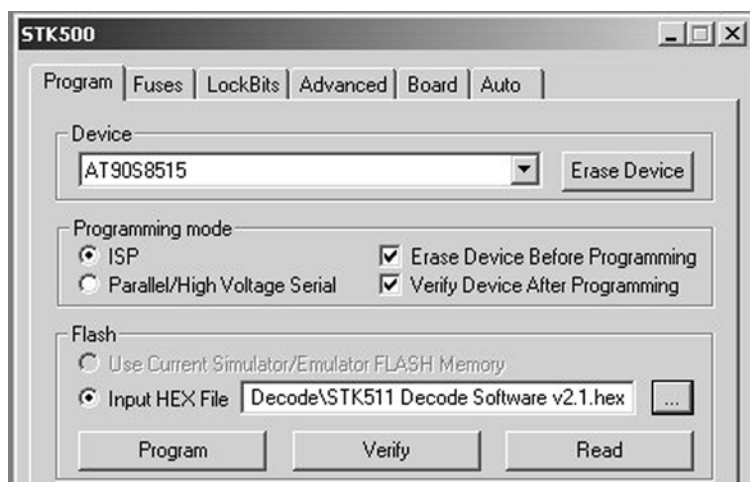 STK500
Program Fuses LockBits Advanced Board Auto
Device
AT90S8515 Erase Device
Programming mode
ISP Erase Device Before Programming
Parallel/High Voltage Serial Verify Device After Programming
Flash
Use Current Simulator/Emulator FLASH Memory
Input HEX File Decode\STK511 Decode Software v2.1.hex ...
Program Verify Read